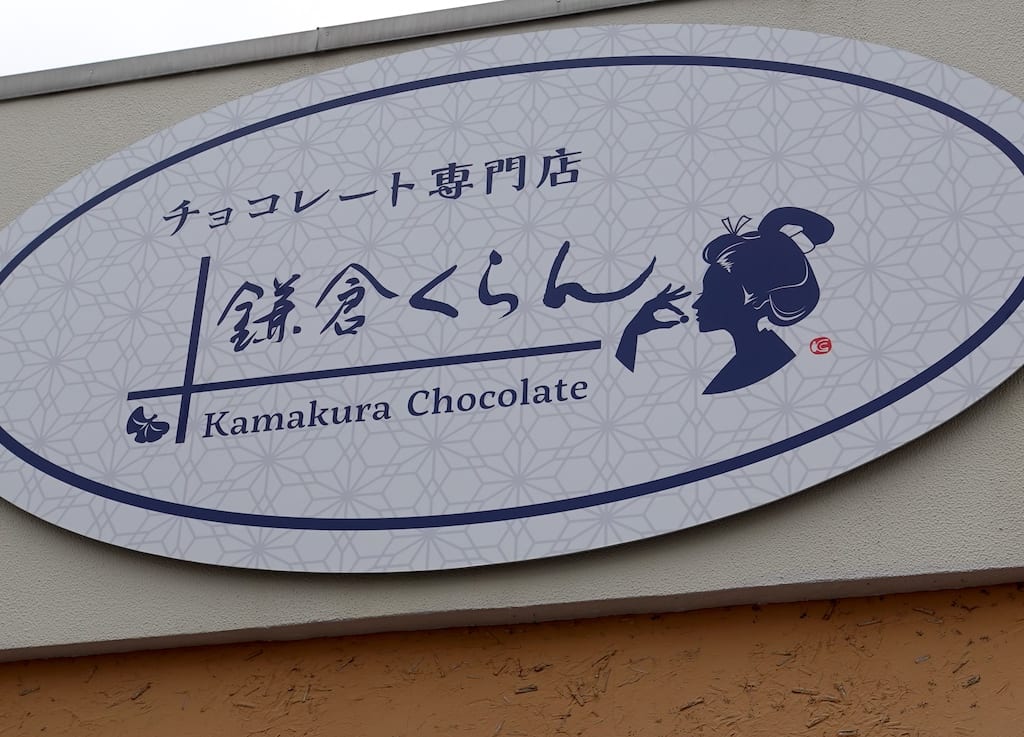 チョコレート専門店
鎌倉くらん
Kamakura Chocolate